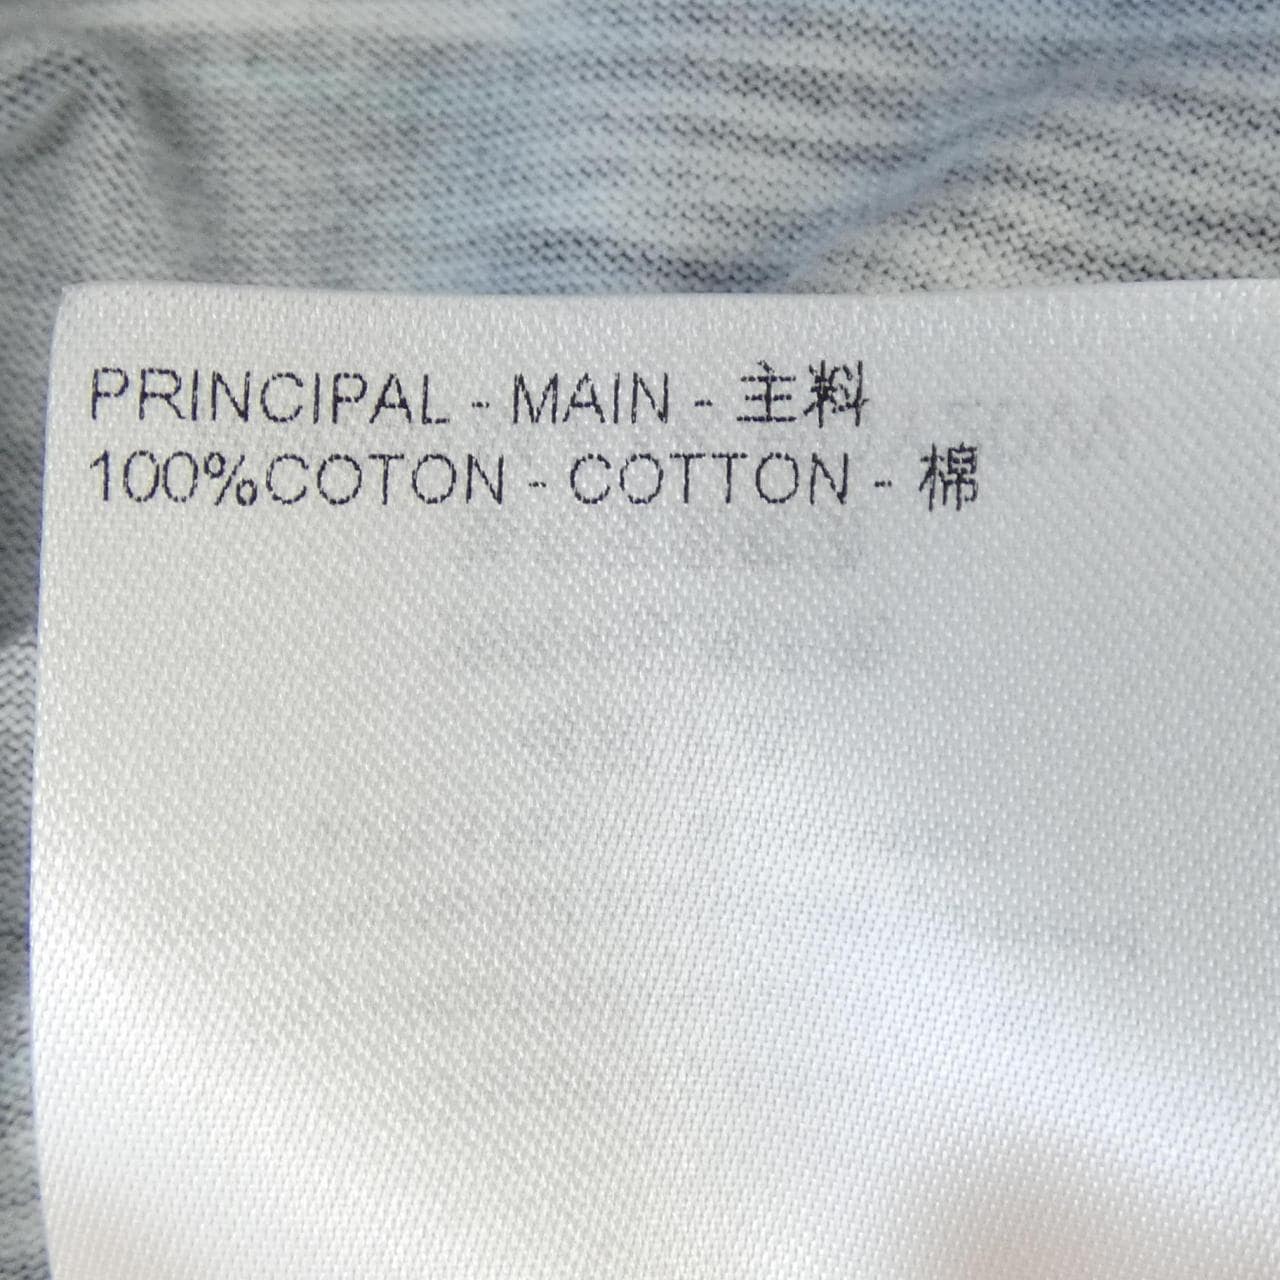 PRINCIPAL - MAIN - 主料
100%COTON - COTTON - 棉